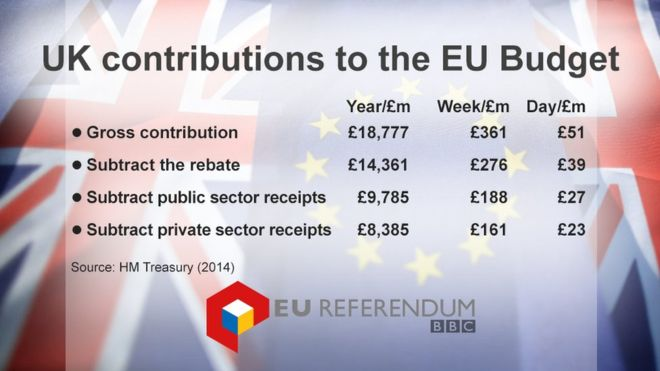 UK contributions to the EU Budget
Year/£m Week/£m Day/£m
● Gross contribution £18,777 £361 £51
● Subtract the rebate £14,361 £276 £39
● Subtract public sector receipts £9,785 £188 £27
● Subtract private sector receipts £8,385 £161 £23
Source: HM Treasury (2014)
EU REFERENDUM
BBC